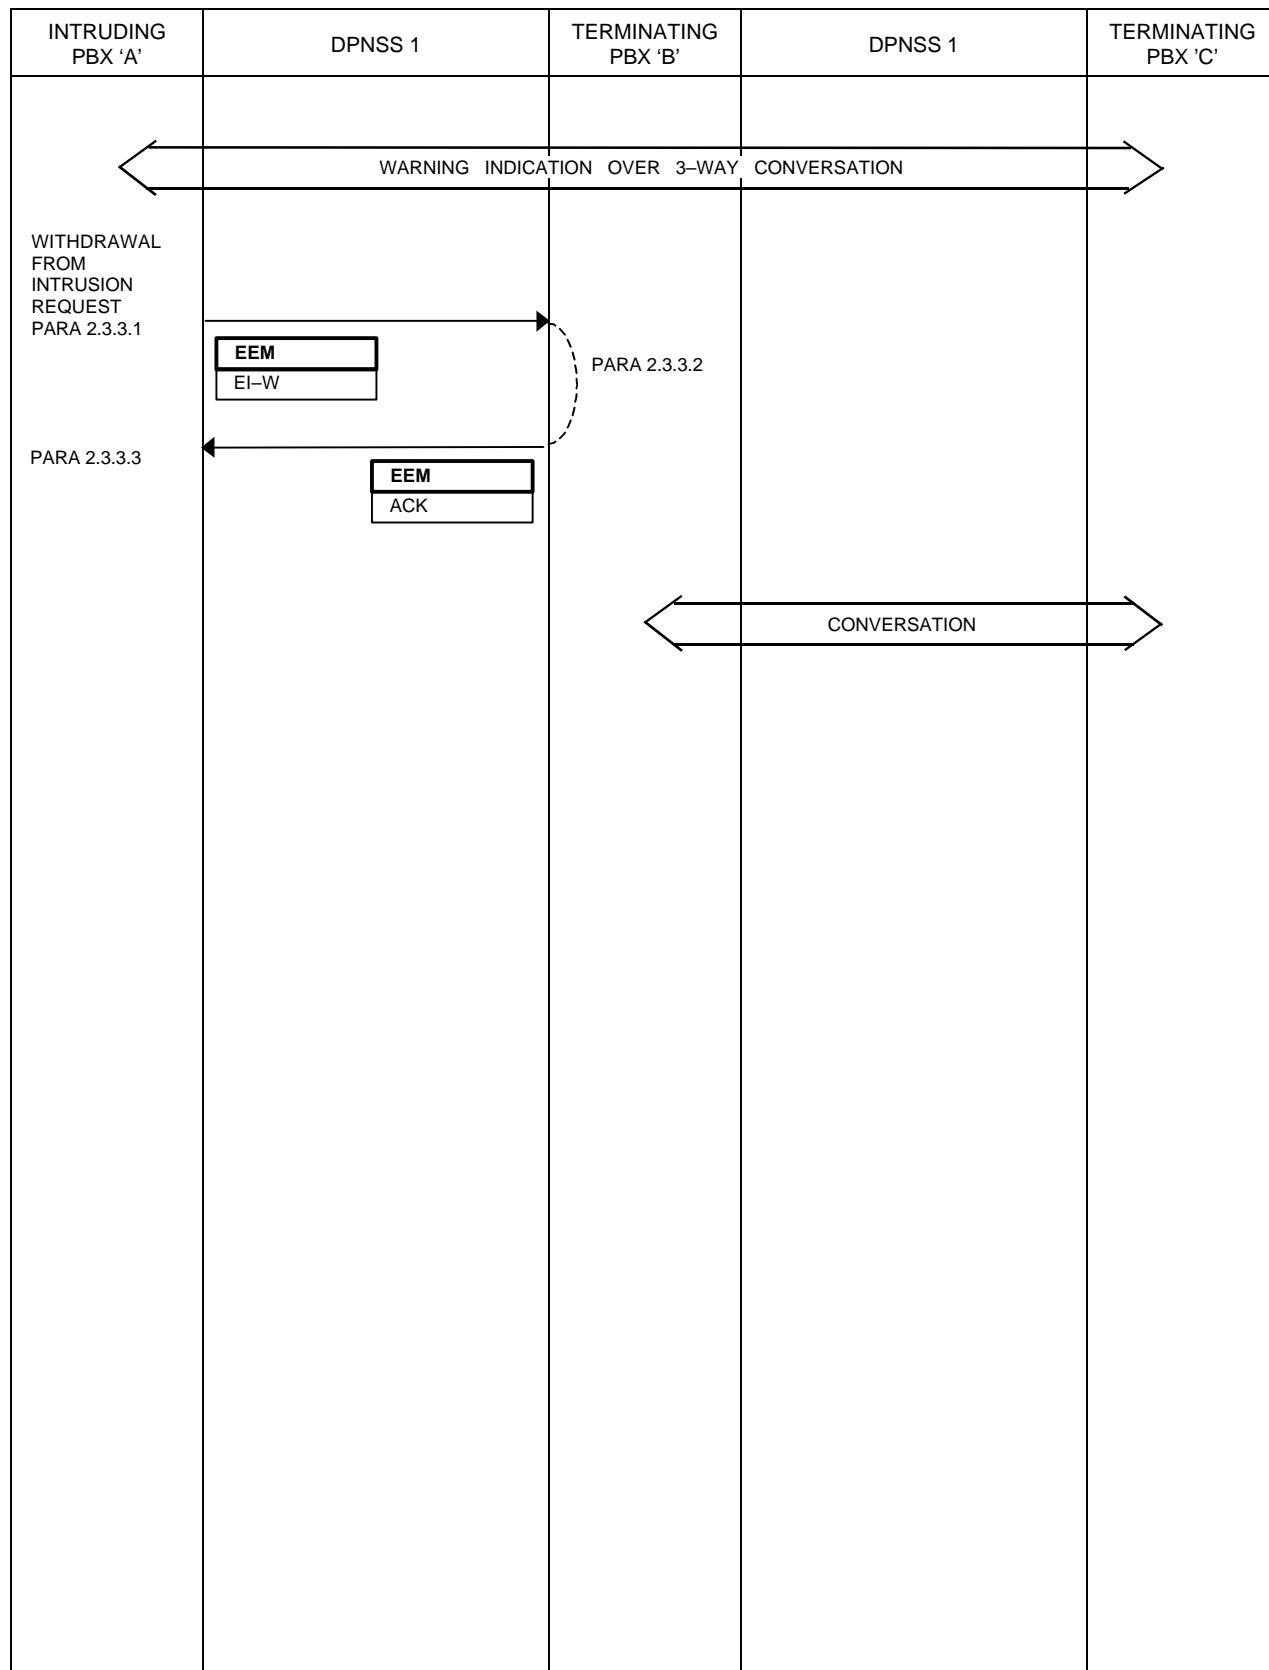 INTRUDING
PBX ‘A’
DPNSS 1
TERMINATING
PBX ‘B’
DPNSS 1
TERMINATING
PBX ’C’
WARNING INDICATION OVER 3–WAY CONVERSATION
WITHDRAWAL
FROM
INTRUSION
REQUEST
PARA 2.3.3.1
EEM
EI–W
PARA 2.3.3.2
PARA 2.3.3.3
EEM
ACK
CONVERSATION